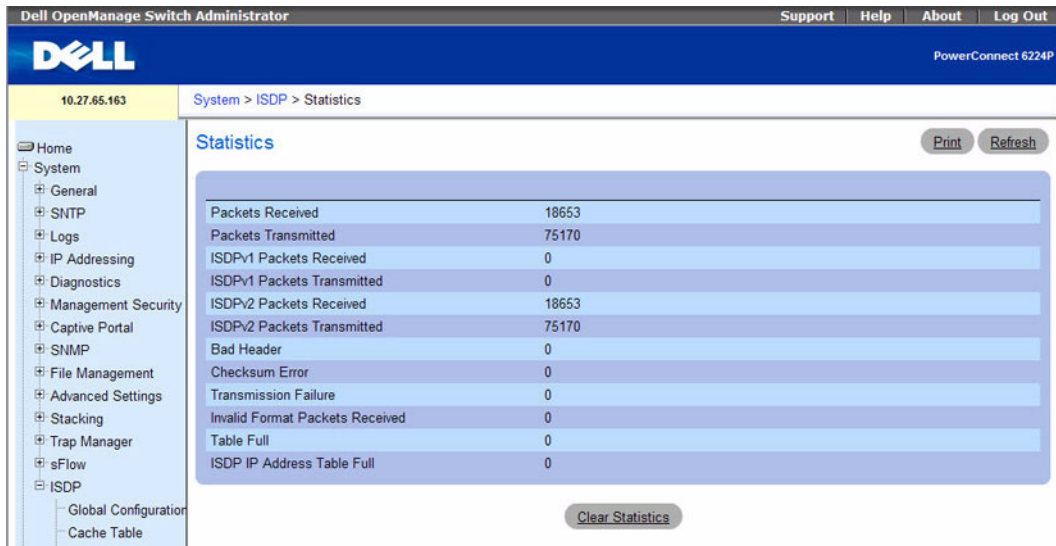 Dell OpenManage Switch Administrator
Support Help About Log Out
DELL
PowerConnect 6224P
10.27.65.163
System > ISDP > Statistics
Home
System
General
SNTP
Logs
IP Addressing
Diagnostics
Management Security
Captive Portal
SNMP
File Management
Advanced Settings
Stacking
Trap Manager
sFlow
ISDP
Global Configuration
Cache Table
Statistics
Print Refresh
Packets Received 18653
Packets Transmitted 75170
ISDPv1 Packets Received 0
ISDPv1 Packets Transmitted 0
ISDPv2 Packets Received 18653
ISDPv2 Packets Transmitted 75170
Bad Header 0
Checksum Error 0
Transmission Failure 0
Invalid Format Packets Received 0
Table Full 0
ISDP IP Address Table Full 0
Clear Statistics